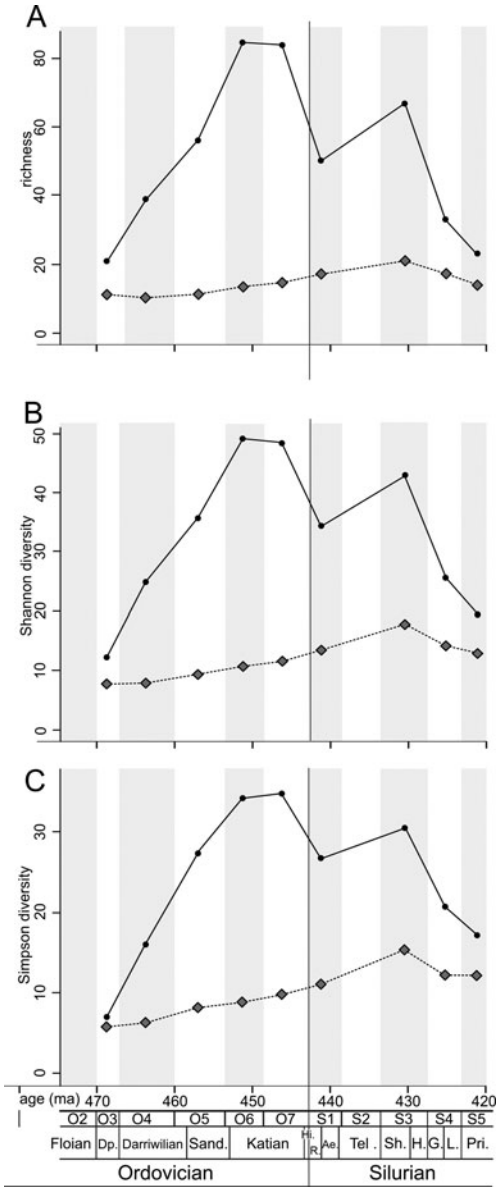 A
richness
80
60
40
20
0
B
Shannon diversity
50
40
30
20
10
0
C
Simpson diversity
30
20
10
0
age (ma) 470 460 450 440 430 420
O2 O3 O4 O5 O6 O7 S1 S2 S3 S4 S5
Floian Dp. Darriwilian Sand. Katian Hi. R. Ae. Tel . Sh. H. G. L. Pri.
Ordovician Silurian